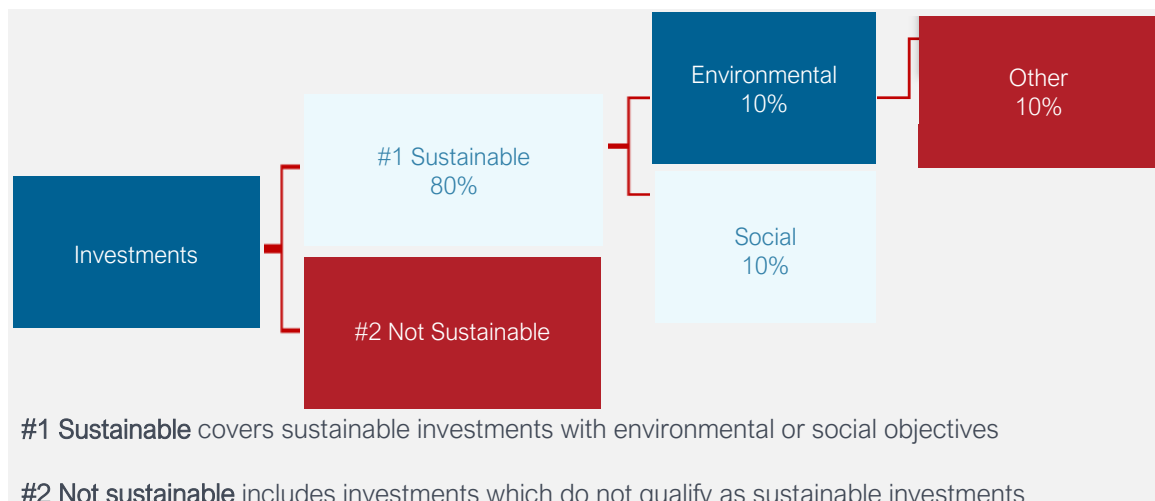 Environmental
10%
Other
10%
#1 Sustainable
80%
Social
10%
Investments
#2 Not Sustainable
#1 Sustainable covers sustainable investments with environmental or social objectives
#2 Not sustainable includes investments which do not qualify as sustainable investments